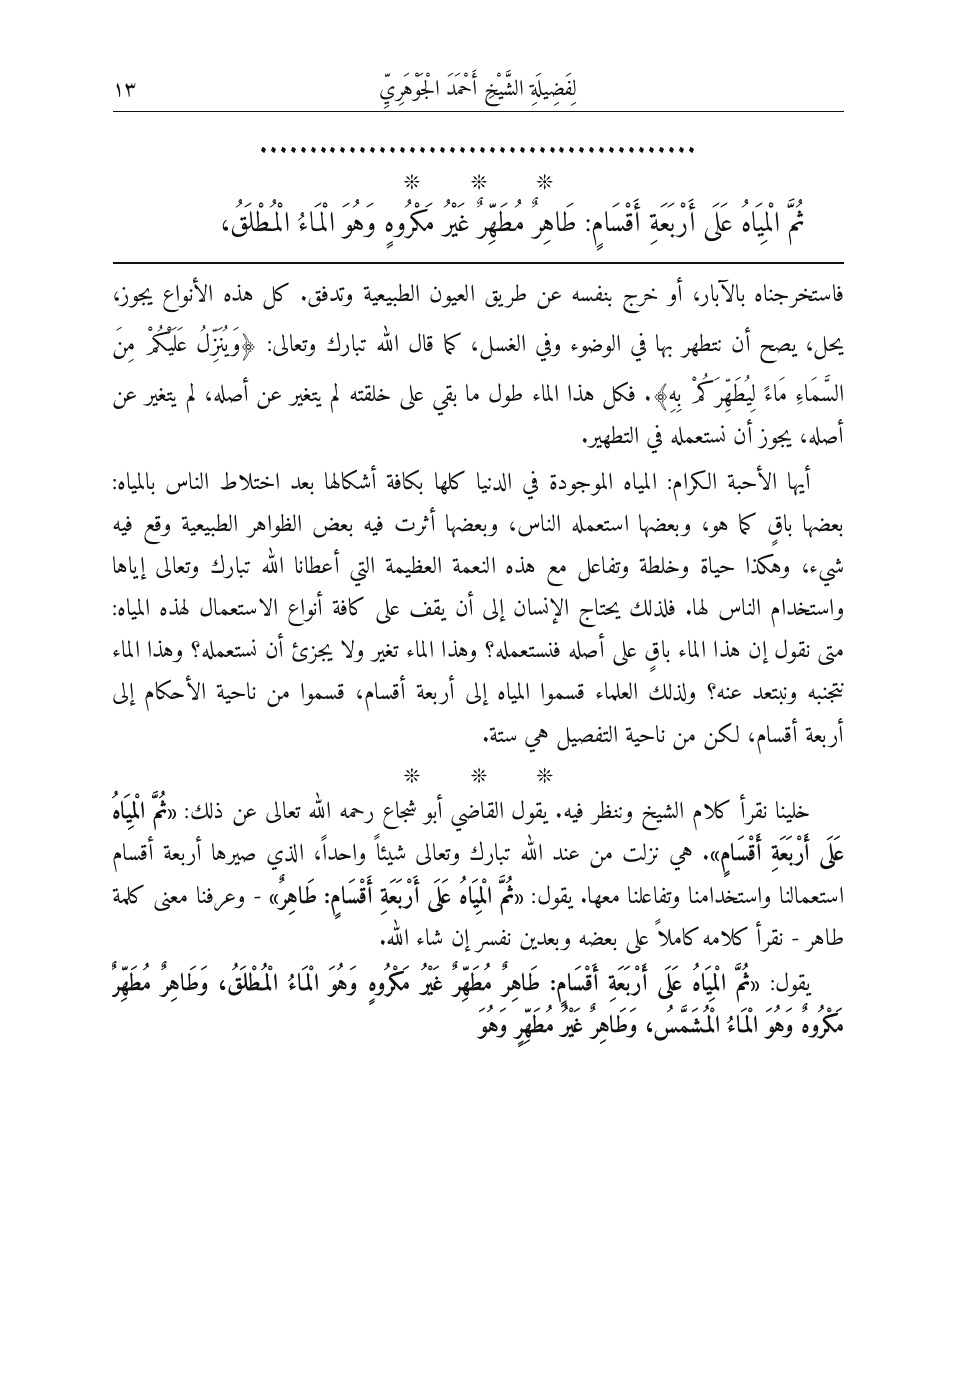 لِفَضِيلَةِ الشَّيْخِ أَحْمَدَ الْجَوْهَرِيِّ ١٣
ثُمَّ الْمِيَاهُ عَلَى أَرْبَعَةِ أَقْسَامٍ: طَاهِرٌ مُطَهِّرٌ غَيْرُ مَكْرُوهٍ وَهُوَ الْمَاءُ الْمُطْلَقُ،
فاستخرجناه بالآبار، أو خرج بنفسه عن طريق العيون الطبيعية وتدفق. كل هذه الأنواع يجوز،
يحل، يصح أن نتطهر بها في الوضوء وفي الغسل، كما قال الله تبارك وتعالى: ﴿وَيُنَزِّلُ عَلَيْكُمْ مِنَ
السَّمَاءِ مَاءً لِيُطَهِّرَكُمْ بِهِ﴾. فكل هذا الماء طول ما بقي على خلقته لم يتغير عن أصله، لم يتغير عن
أصله، يجوز أن نستعمله في التطهير.
أيها الأحبة الكرام: المياه الموجودة في الدنيا كلها بكافة أشكالها بعد اختلاط الناس بالمياه:
بعضها باقٍ كما هو، وبعضها استعمله الناس، وبعضها أثرت فيه بعض الظواهر الطبيعية وقع فيه
شيء، وهكذا حياة وخلطة وتفاعل مع هذه النعمة العظيمة التي أعطانا الله تبارك وتعالى إياها
واستخدام الناس لها. فلذلك يحتاج الإنسان إلى أن يقف على كافة أنواع الاستعمال لهذه المياه:
متى نقول إن هذا الماء باقٍ على أصله فنستعمله؟ وهذا الماء تغير ولا يجزئ أن نستعمله؟ وهذا الماء
نتجنبه ونبتعد عنه؟ ولذلك العلماء قسموا المياه إلى أربعة أقسام، قسموا من ناحية الأحكام إلى
أربعة أقسام، لكن من ناحية التفصيل هي ستة.
خلينا نقرأ كلام الشيخ وننظر فيه. يقول القاضي أبو شجاع رحمه الله تعالى عن ذلك: «ثُمَّ الْمِيَاهُ
عَلَى أَرْبَعَةِ أَقْسَامٍ». هي نزلت من عند الله تبارك وتعالى شيئاً واحداً، الذي صيرها أربعة أقسام
استعمالنا واستخدامنا وتفاعلنا معها. يقول: «ثُمَّ الْمِيَاهُ عَلَى أَرْبَعَةِ أَقْسَامٍ: طَاهِرٌ» - وعرفنا معنى كلمة
طاهر - نقرأ كلامه كاملاً على بعضه وبعدين نفسر إن شاء الله.
يقول: «ثُمَّ الْمِيَاهُ عَلَى أَرْبَعَةِ أَقْسَامٍ: طَاهِرٌ مُطَهِّرٌ غَيْرُ مَكْرُوهٍ وَهُوَ الْمَاءُ الْمُطْلَقُ، وَطَاهِرٌ مُطَهِّرٌ
مَكْرُوهٌ وَهُوَ الْمَاءُ الْمُشَمَّسُ، وَطَاهِرٌ غَيْرُ مُطَهِّرٍ وَهُوَ